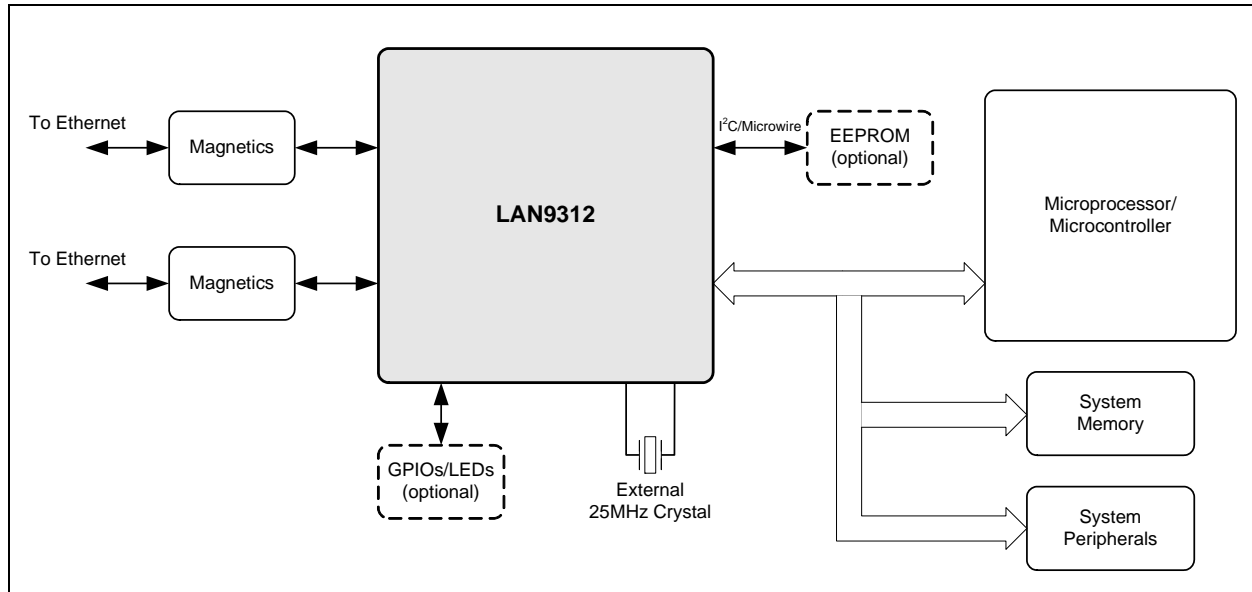 To Ethernet
Magnetics
To Ethernet
Magnetics
LAN9312
I²C/Microwire
EEPROM
(optional)
Microprocessor/
Microcontroller
GPIOs/LEDs
(optional)
External
25MHz Crystal
System
Memory
System
Peripherals